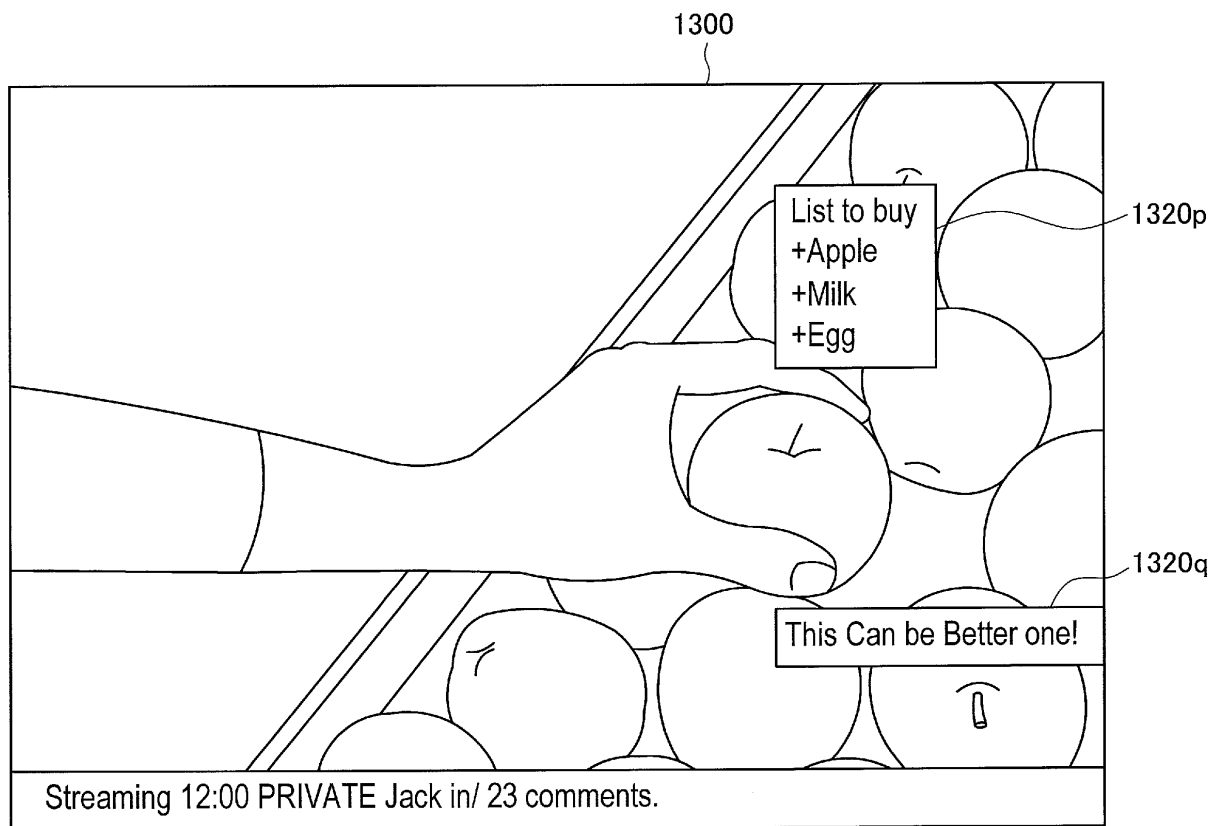 1300
List to buy
+Apple
+Milk
+Egg
1320p
1320q
This Can be Better one!
Streaming 12:00 PRIVATE Jack in/ 23 comments.